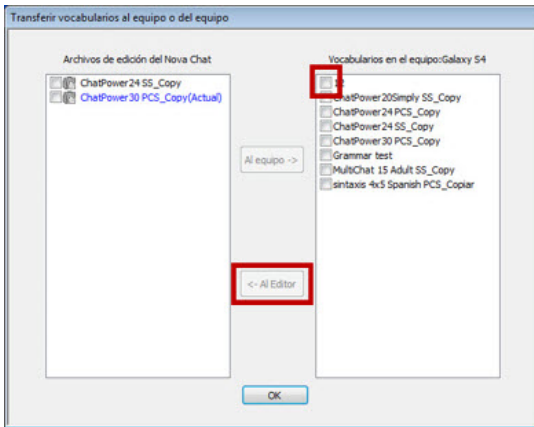 Transferir vocabularios al equipo o del equipo
Archivos de edición del Nova Chat
ChatPower24 SS_Copy
ChatPower30 PCS_Copy(Actual)
Al equipo ->
<- Al Editor
Vocabularios en el equipo:Galaxy S4
ChatPower20Simply SS_Copy
ChatPower24 PCS_Copy
ChatPower24 SS_Copy
ChatPower30 PCS_Copy
Grammar test
MultiChat 15 Adult SS_Copy
sintaxis 4x5 Spanish PCS_Copiar
OK